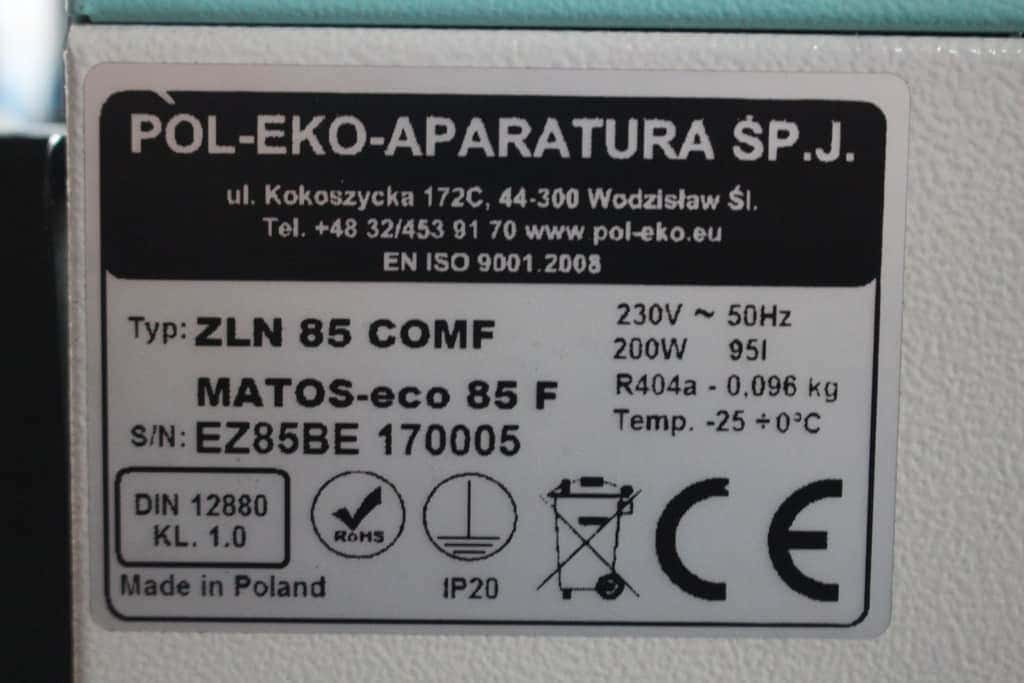 POL-EKO-APARATURA SP.J.
ul. Kokoszycka 172C, 44-300 Wodzisław Śl.
Tel. +48 32/453 91 70 www pol-eko.eu
EN ISO 9001.2008
Typ: ZLN 85 COMF
MATOS-eco 85 F
S/N: EZ85BE 170005
230V ~ 50Hz
200W 95l
R404a - 0,096 kg
Temp. -25 ÷0°C
DIN 12880
KL. 1.0
RoHS
CE
Made in Poland
IP20